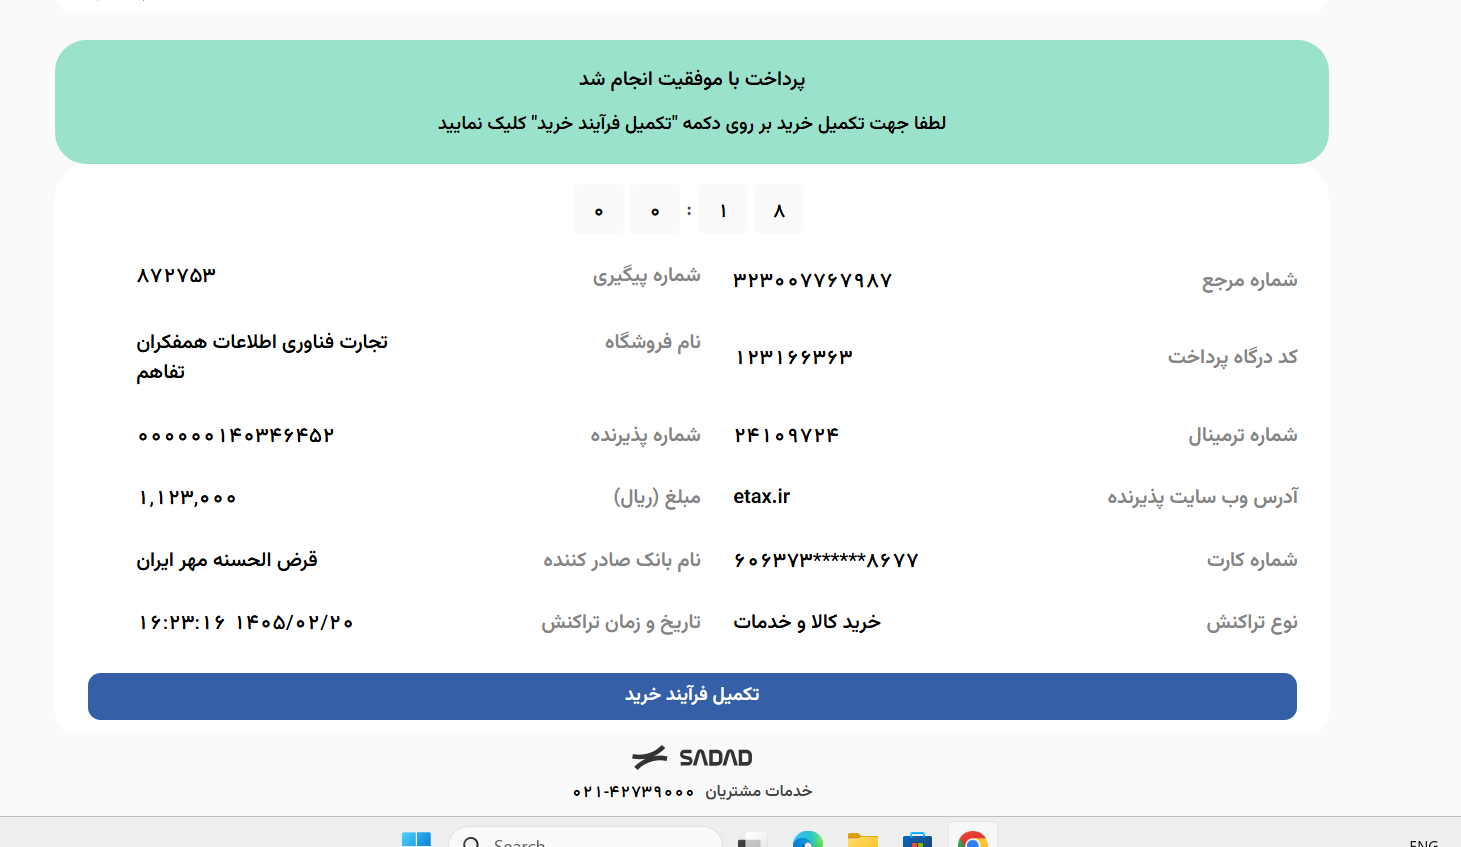 پرداخت با موفقیت انجام شد
لطفا جهت تکمیل خرید بر روی دکمه "تکمیل فرآیند خرید" کلیک نمایید
۰ ۰ : ۱ ۸
شماره مرجع ۳۲۳۰۰۷۷۶۷۹۸۷
شماره پیگیری ۸۷۲۷۵۳
کد درگاه پرداخت ۱۲۳۱۶۶۳۶۳
نام فروشگاه تجارت فناوری اطلاعات همفکران
تفاهم
شماره ترمینال ۲۴۱۰۹۷۲۴
شماره پذیرنده ۰۰۰۰۰۰۱۴۰۳۴۶۴۵۲
آدرس وب سایت پذیرنده etax.ir
مبلغ (ریال) ۱,۱۲۳,۰۰۰
شماره کارت ۶۰۶۳۷۳******۸۶۷۷
نام بانک صادر کننده قرض الحسنه مهر ایران
نوع تراکنش خرید کالا و خدمات
تاریخ و زمان تراکنش ۱۶:۲۳:۱۶ ۱۴۰۵/۰۲/۲۰
تکمیل فرآیند خرید
SADAD
خدمات مشتریان ۰۲۱-۴۲۷۳۹۰۰۰
Search
ENG